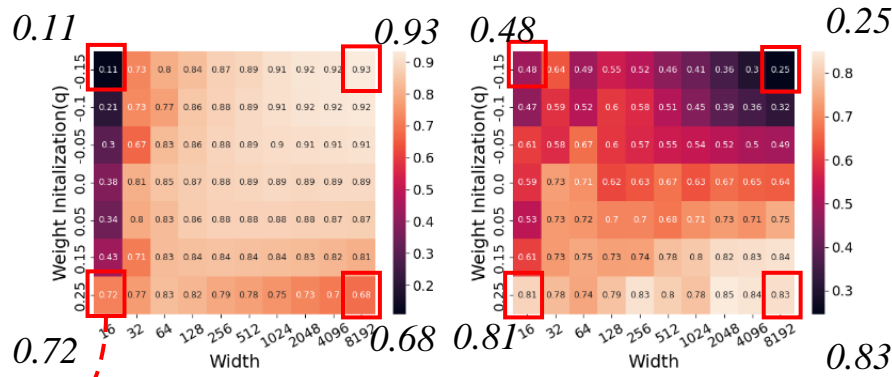 0.11 0.93 0.48 0.25
-0.15 0.11 0.73 0.8 0.84 0.87 0.89 0.91 0.92 0.92 0.93
-0.1 0.21 0.73 0.77 0.86 0.88 0.89 0.91 0.91 0.92 0.92
-0.05 0.3 0.67 0.83 0.86 0.88 0.89 0.9 0.91 0.91 0.91
0.0 0.38 0.81 0.85 0.87 0.88 0.89 0.89 0.89 0.89 0.89
0.05 0.34 0.8 0.83 0.86 0.88 0.88 0.88 0.88 0.88 0.87
0.15 0.43 0.71 0.83 0.84 0.84 0.84 0.84 0.83 0.82 0.81
0.25 0.72 0.77 0.83 0.82 0.79 0.78 0.75 0.73 0.7 0.68
16 32 64 128 256 512 1024 2048 4096 8192
Weight Initalization(q)
Width
0.9
0.8
0.7
0.6
0.5
0.4
0.3
0.2
-0.15 0.48 0.64 0.49 0.55 0.52 0.46 0.41 0.36 0.3 0.25
-0.1 0.47 0.59 0.52 0.6 0.58 0.51 0.45 0.39 0.36 0.32
-0.05 0.61 0.58 0.67 0.6 0.57 0.55 0.54 0.52 0.5 0.49
0.0 0.59 0.73 0.71 0.62 0.63 0.67 0.63 0.67 0.65 0.64
0.05 0.53 0.73 0.72 0.7 0.7 0.68 0.71 0.73 0.71 0.75
0.15 0.61 0.73 0.75 0.73 0.74 0.78 0.8 0.82 0.83 0.84
0.25 0.81 0.78 0.74 0.79 0.83 0.8 0.78 0.85 0.84 0.83
16 32 64 128 256 512 1024 2048 4096 8192
Weight Initalization(q)
Width
0.8
0.7
0.6
0.5
0.4
0.3
0.72 0.68 0.81 0.83